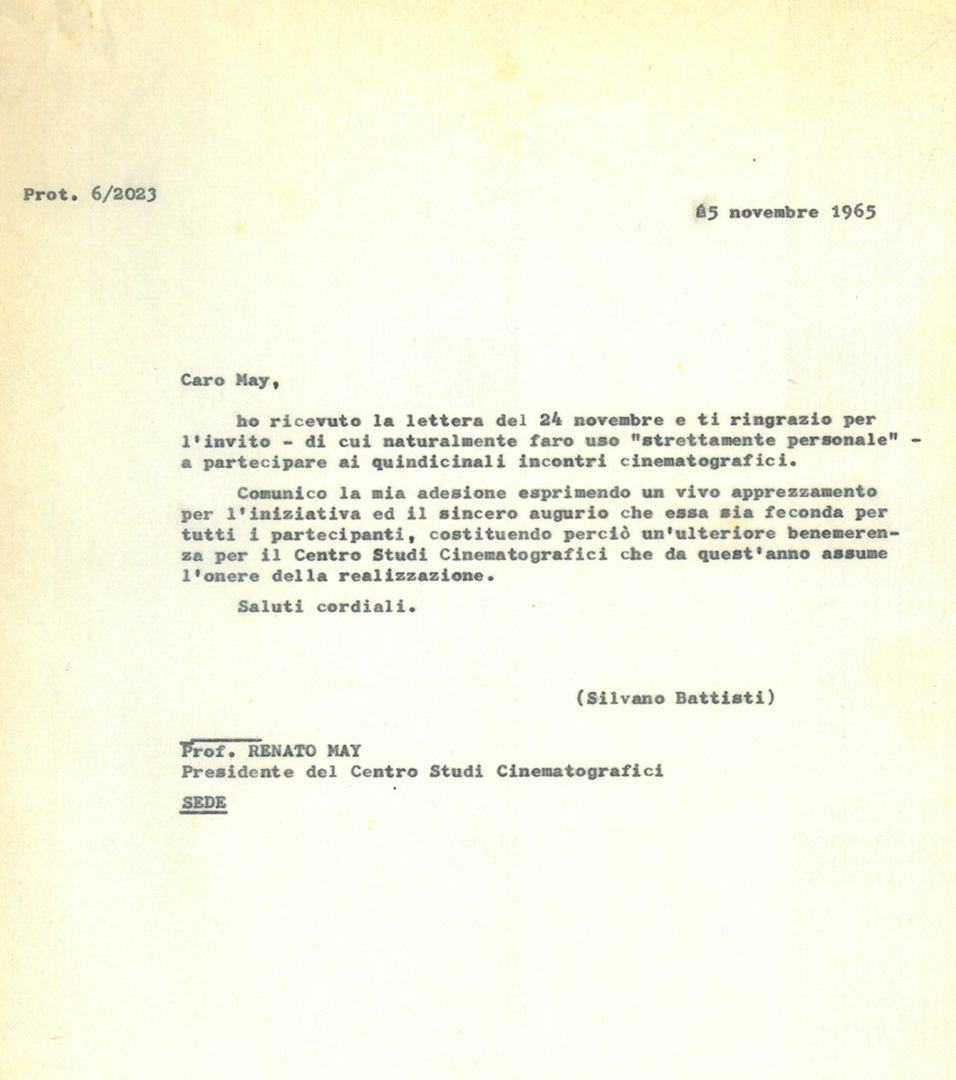 Prot. 6/2023
25 novembre 1965
Caro May,
ho ricevuto la lettera del 24 novembre e ti ringrazio per
l'invito - di cui naturalmente faro uso "strettamente personale" -
a partecipare ai quindicinali incontri cinematografici.
Comunico la mia adesione esprimendo un vivo apprezzamento
per l'iniziativa ed il sincero augurio che essa sia feconda per
tutti i partecipanti, costituendo perciò un'ulteriore benemeren-
za per il Centro Studi Cinematografici che da quest'anno assume
l'onere della realizzazione.
Saluti cordiali.
(Silvano Battisti)
Prof. RENATO MAY
Presidente del Centro Studi Cinematografici
SEDE